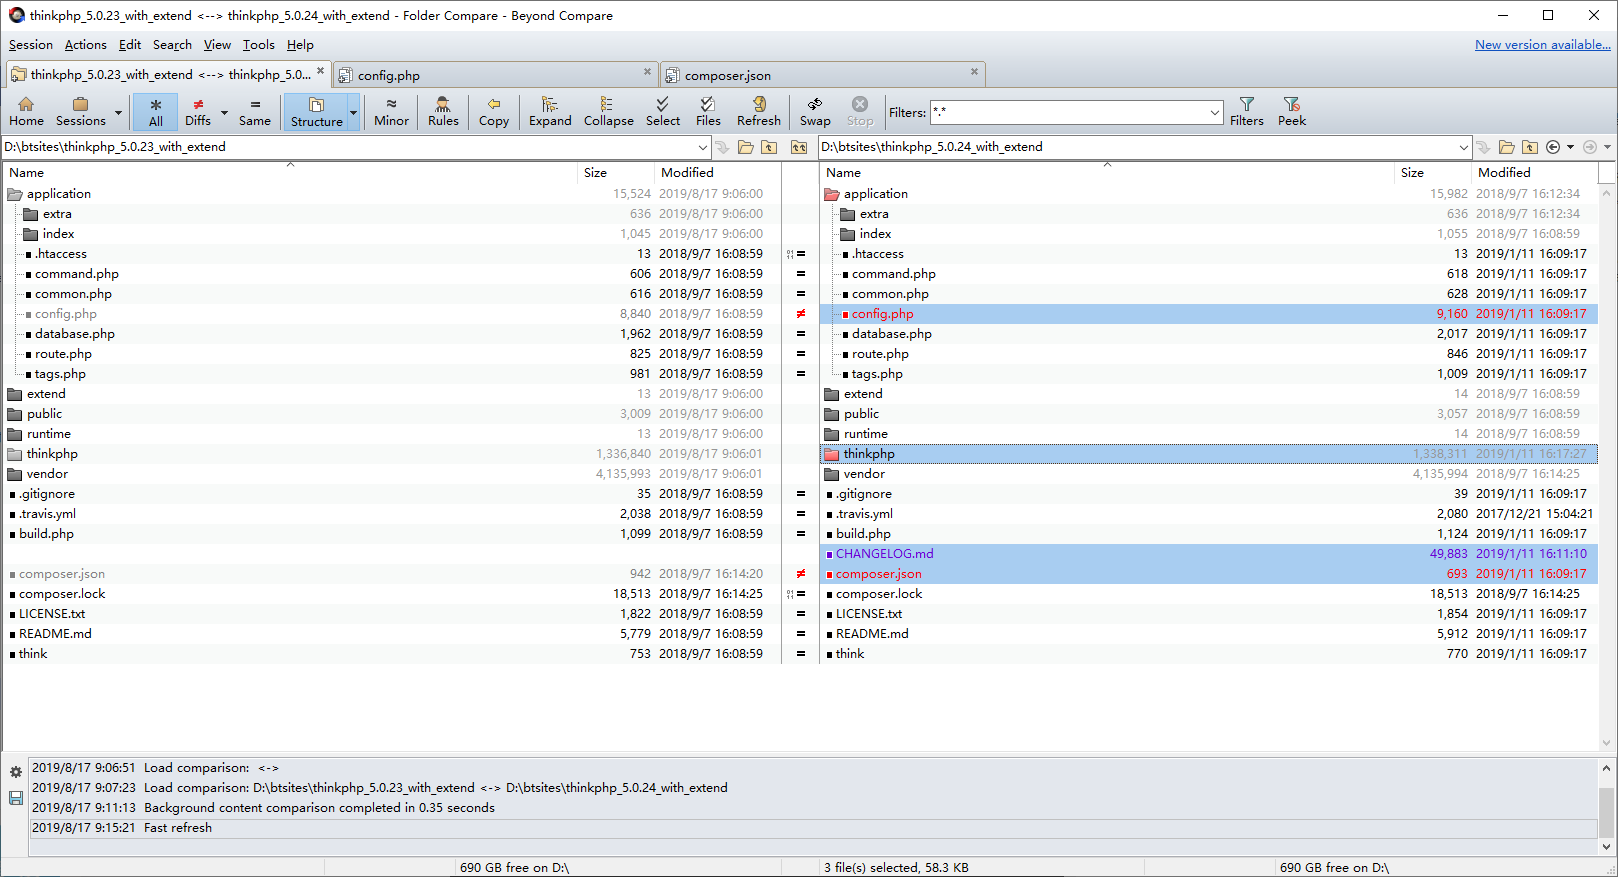 thinkphp_5.0.23_with_extend <--> thinkphp_5.0.24_with_extend - Folder Compare - Beyond Compare
Session Actions Edit Search View Tools Help New version available...
thinkphp_5.0.23_with_extend <--> thinkphp_5.0... config.php composer.json
Home Sessions All Diffs Same Structure Minor Rules Copy Expand Collapse Select Files Refresh Swap Stop Filters: *.* Filters Peek
D:\btsites\thinkphp_5.0.23_with_extend D:\btsites\thinkphp_5.0.24_with_extend
Name Size Modified Name Size Modified
application 15,524 2019/8/17 9:06:00 application 15,982 2018/9/7 16:12:34
extra 636 2019/8/17 9:06:00 extra 636 2018/9/7 16:12:34
index 1,045 2019/8/17 9:06:00 index 1,055 2018/9/7 16:08:59
.htaccess 13 2018/9/7 16:08:59 = .htaccess 13 2019/1/11 16:09:17
command.php 606 2018/9/7 16:08:59 = command.php 618 2019/1/11 16:09:17
common.php 616 2018/9/7 16:08:59 = common.php 628 2019/1/11 16:09:17
config.php 8,840 2018/9/7 16:08:59 ≠ config.php 9,160 2019/1/11 16:09:17
database.php 1,962 2018/9/7 16:08:59 = database.php 2,017 2019/1/11 16:09:17
route.php 825 2018/9/7 16:08:59 = route.php 846 2019/1/11 16:09:17
tags.php 981 2018/9/7 16:08:59 = tags.php 1,009 2019/1/11 16:09:17
extend 13 2019/8/17 9:06:00 extend 14 2018/9/7 16:08:59
public 3,009 2019/8/17 9:06:00 public 3,057 2018/9/7 16:08:59
runtime 13 2019/8/17 9:06:00 runtime 14 2018/9/7 16:08:59
thinkphp 1,336,840 2019/8/17 9:06:01 thinkphp 1,338,311 2019/1/11 16:17:27
vendor 4,135,993 2019/8/17 9:06:01 vendor 4,135,994 2018/9/7 16:14:25
.gitignore 35 2018/9/7 16:08:59 = .gitignore 39 2019/1/11 16:09:17
.travis.yml 2,038 2018/9/7 16:08:59 = .travis.yml 2,080 2017/12/21 15:04:21
build.php 1,099 2018/9/7 16:08:59 = build.php 1,124 2019/1/11 16:09:17
CHANGELOG.md 49,883 2019/1/11 16:11:10
composer.json 942 2018/9/7 16:14:20 ≠ composer.json 693 2019/1/11 16:09:17
composer.lock 18,513 2018/9/7 16:14:25 = composer.lock 18,513 2018/9/7 16:14:25
LICENSE.txt 1,822 2018/9/7 16:08:59 = LICENSE.txt 1,854 2019/1/11 16:09:17
README.md 5,779 2018/9/7 16:08:59 = README.md 5,912 2019/1/11 16:09:17
think 753 2018/9/7 16:08:59 = think 770 2019/1/11 16:09:17
2019/8/17 9:06:51 Load comparison: <->
2019/8/17 9:07:23 Load comparison: D:\btsites\thinkphp_5.0.23_with_extend <-> D:\btsites\thinkphp_5.0.24_with_extend
2019/8/17 9:11:13 Background content comparison completed in 0.35 seconds
2019/8/17 9:15:21 Fast refresh
690 GB free on D:\ 3 file(s) selected, 58.3 KB 690 GB free on D:\